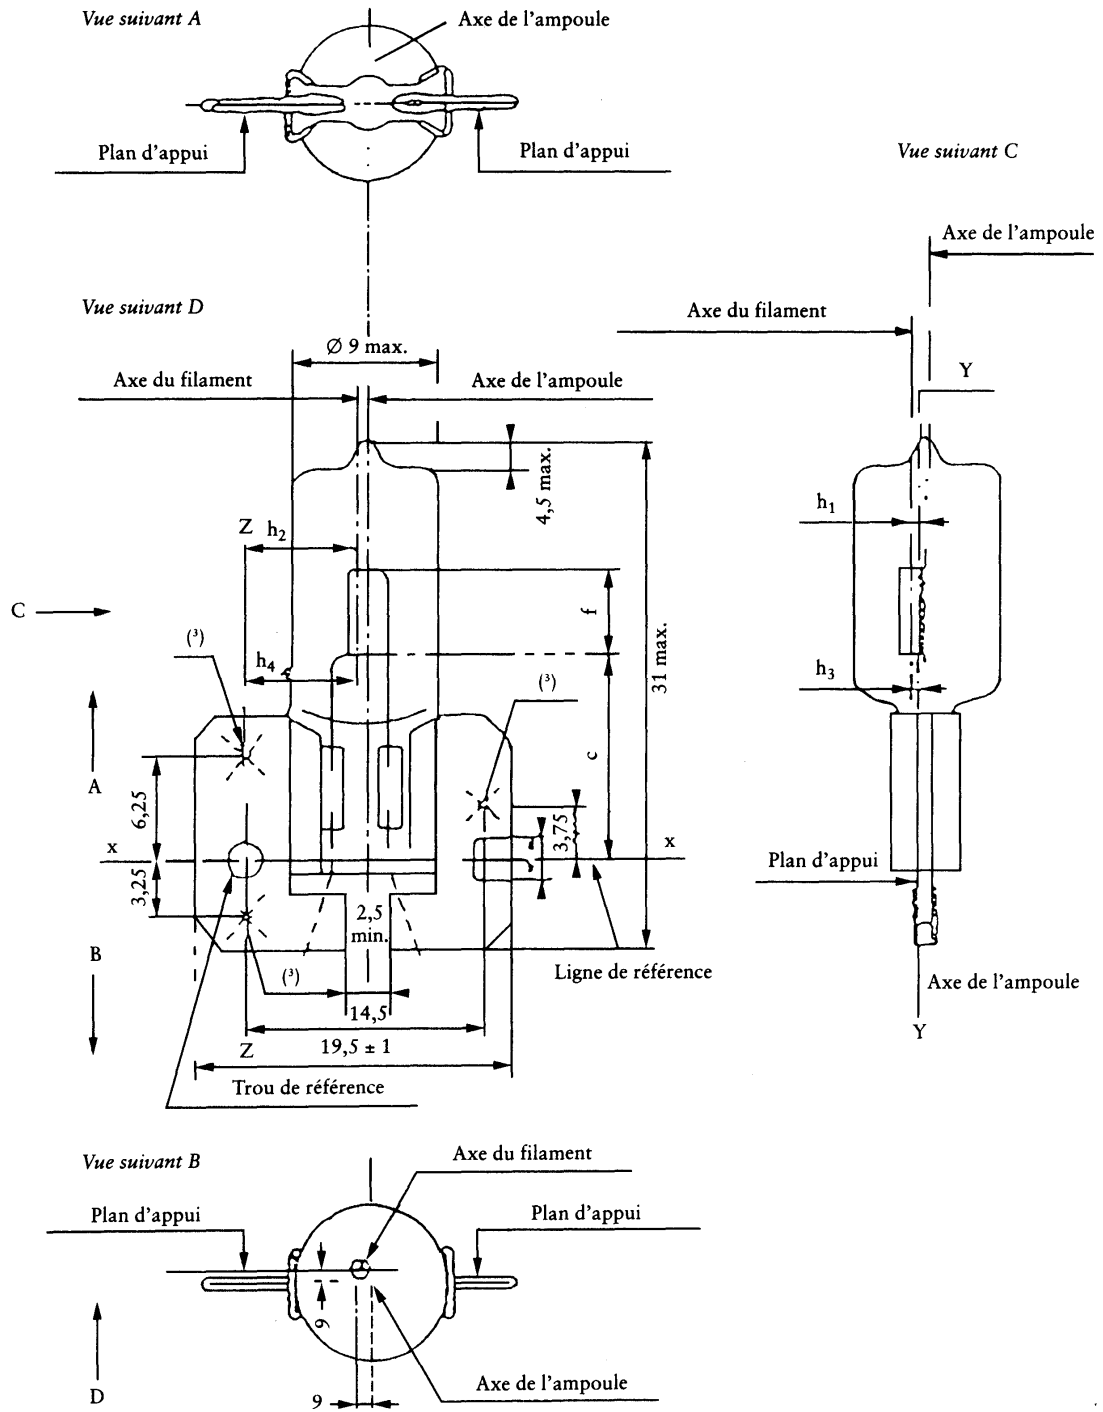 Vue suivant A
Axe de l'ampoule
Plan d'appui
Plan d'appui
Vue suivant C
Axe de l'ampoule
Vue suivant D
Axe du filament
Ø 9 max.
Y
Axe du filament
Axe de l'ampoule
4,5 max.
h₁
Z
h₂
C
f
(³)
31 max.
h₄
(³)
h₃
c
A
6,25
3,75
x
x
Plan d'appui
3,25
2,5
min.
B
(³)
Ligne de référence
Axe de l'ampoule
14,5
Y
Z
19,5 ± 1
Trou de référence
Vue suivant B
Axe du filament
Plan d'appui
Plan d'appui
9
D
Axe de l'ampoule
9